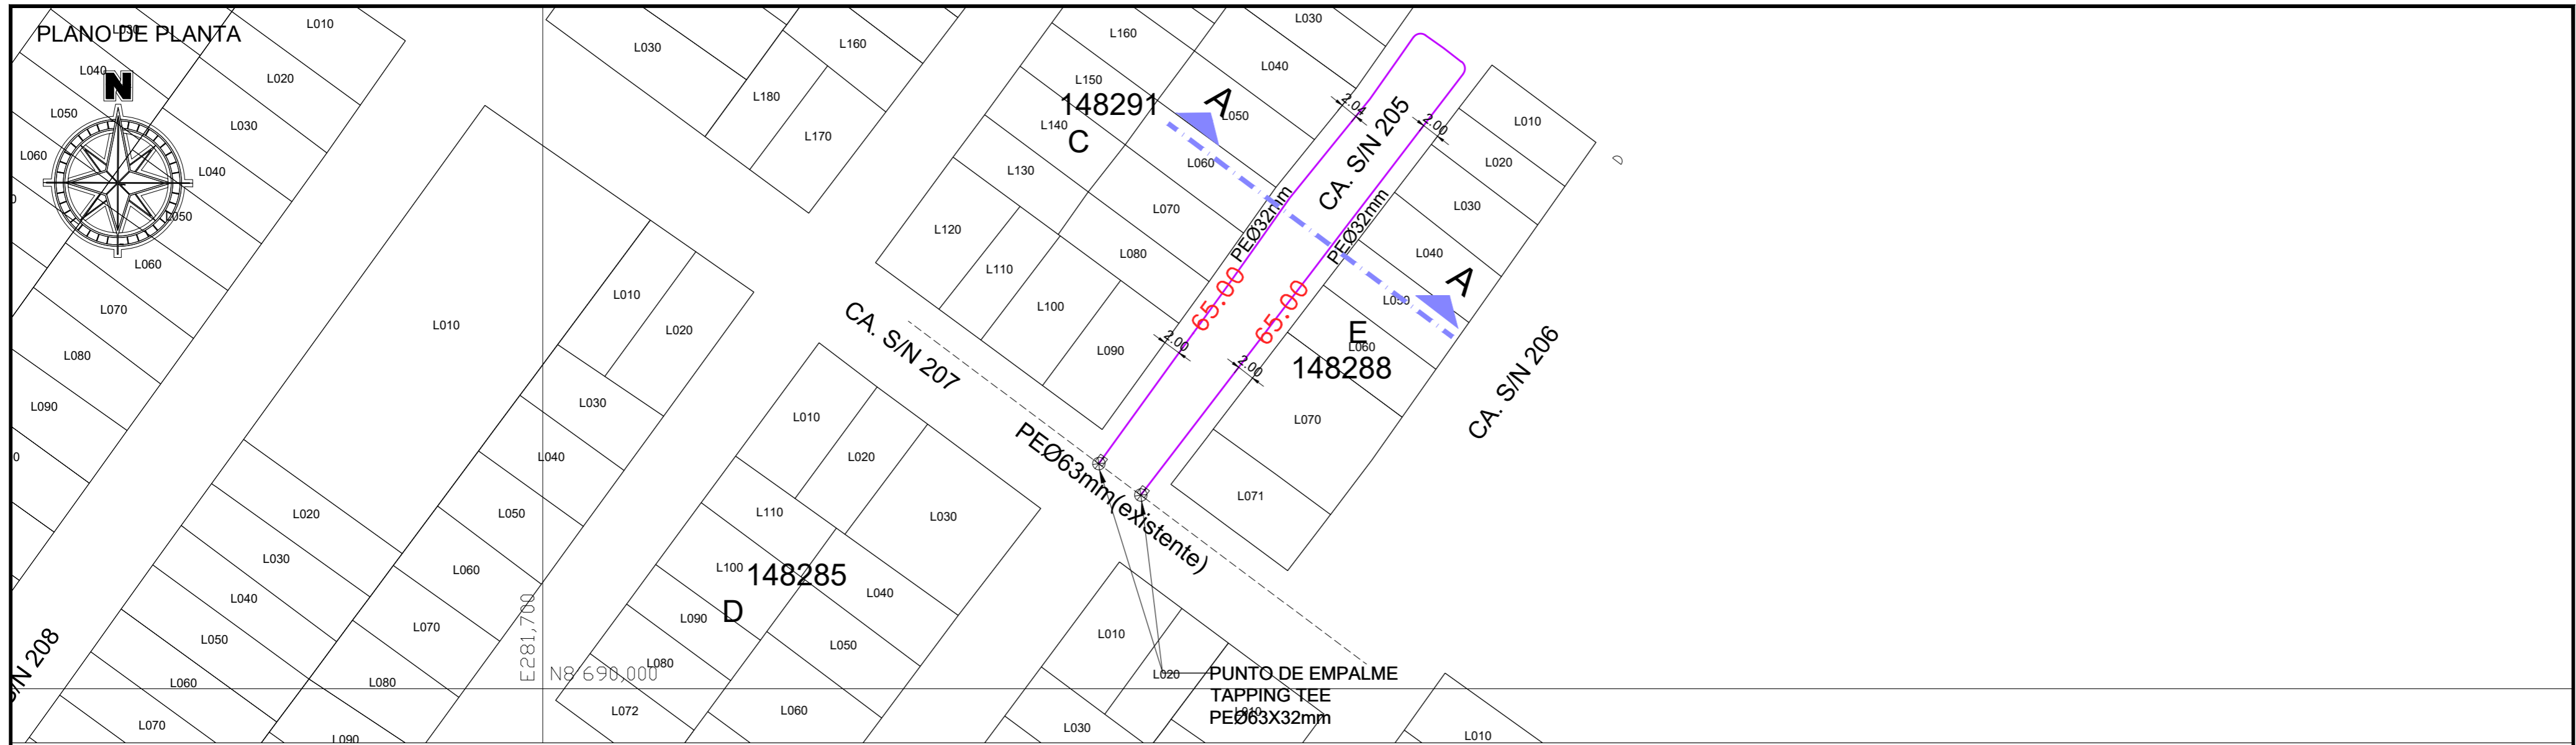 PLANO DE PLANTA
N
L030
L040
L050
L060
L010
L020
L030
L040
L050
L060
L070
L080
L090
L010
L020
L030
L040
L050
L060
L070
S/N 208
L010
L020
L030
L040
L050
L060
L070
L080
L090
E281,700
N8'690,000
L030
L160
L180
L170
L160
L150
148291
C
L140
L130
L120
L110
L100
L090
L030
L040
L050
L060
L070
L080
A
2.04
CA. S/N 205
2.00
PEØ32mm
PEØ32mm
65.00
65.00
2.00
2.00
L010
L020
L030
L040
L050
A
E
L060
148288
L070
L071
CA. S/N 206
CA. S/N 207
PEØ63mm(existente)
L010
L020
L030
L110
L100
148285
D
L040
L090
L050
L080
L072
L060
L010
L020
L030
L010
PUNTO DE EMPALME
TAPPING TEE
PEØ63X32mm
L010